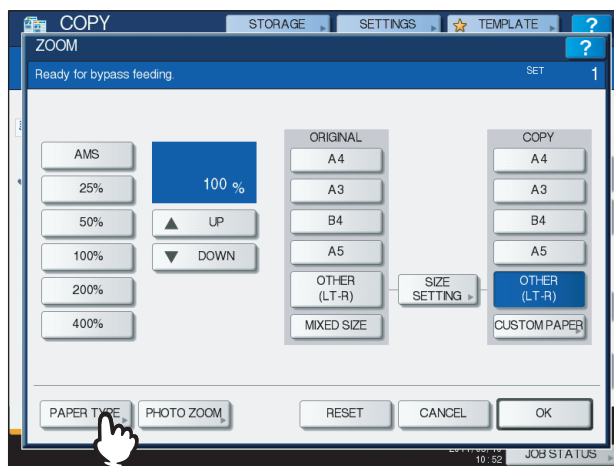 COPY
STORAGE
SETTINGS
TEMPLATE
?
ZOOM
?
Ready for bypass feeding.
SET
1
ORIGINAL
COPY
AMS
25%
50%
100%
200%
400%
100 %
UP
DOWN
A4
A3
B4
A5
OTHER
(LT-R)
MIXED SIZE
SIZE
SETTING
A4
A3
B4
A5
OTHER
(LT-R)
CUSTOM PAPER
PAPER TYPE
PHOTO ZOOM
RESET
CANCEL
OK
10:52
JOB STATUS